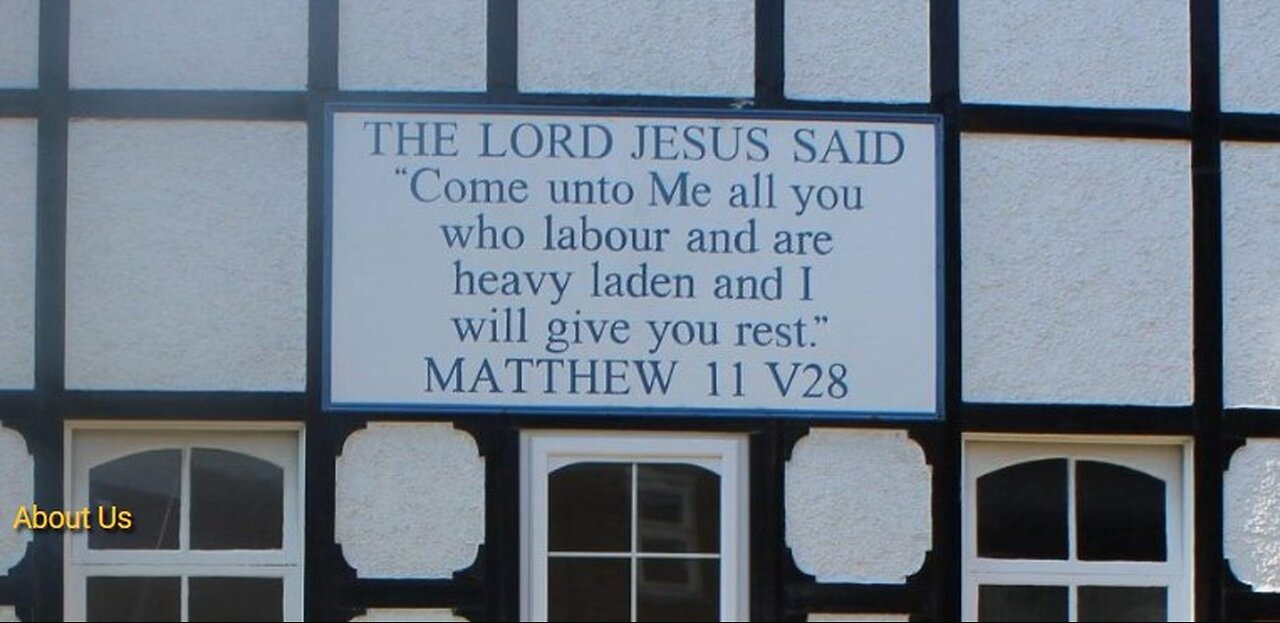 THE LORD JESUS SAID
“Come unto Me all you
who labour and are
heavy laden and I
will give you rest.”
MATTHEW 11 V28
About Us